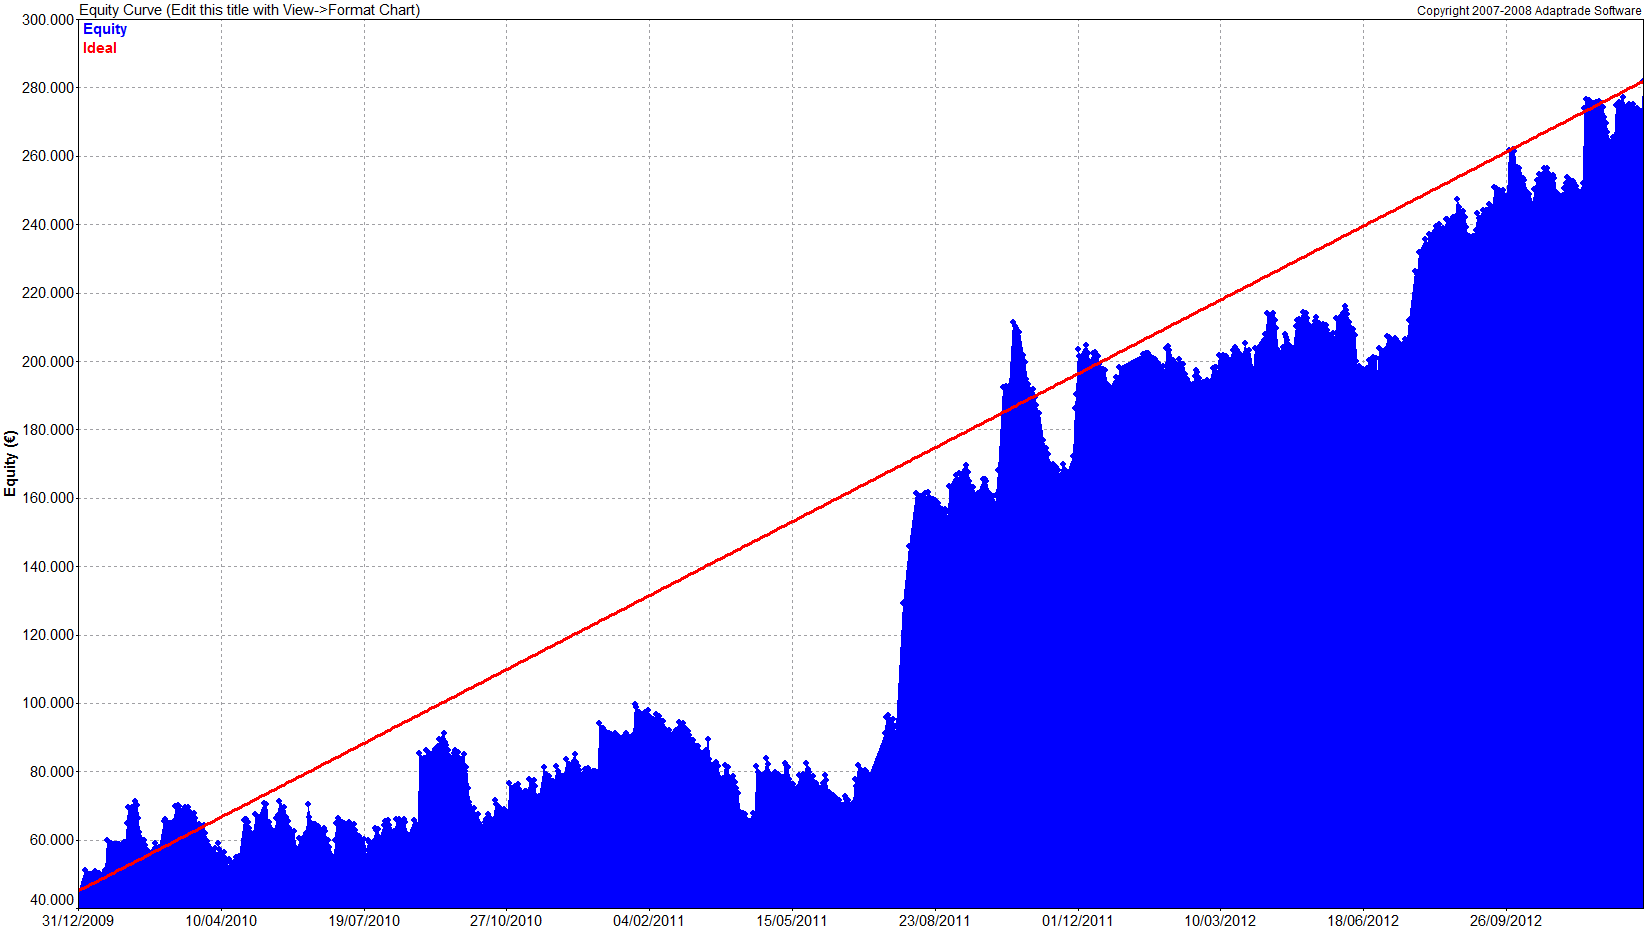 Equity Curve (Edit this title with View->Format Chart)
Copyright 2007-2008 Adaptrade Software
Equity
Ideal
Equity (€)
300.000
280.000
260.000
240.000
220.000
200.000
180.000
160.000
140.000
120.000
100.000
80.000
60.000
40.000
31/12/2009 10/04/2010 19/07/2010 27/10/2010 04/02/2011 15/05/2011 23/08/2011 01/12/2011 10/03/2012 18/06/2012 26/09/2012